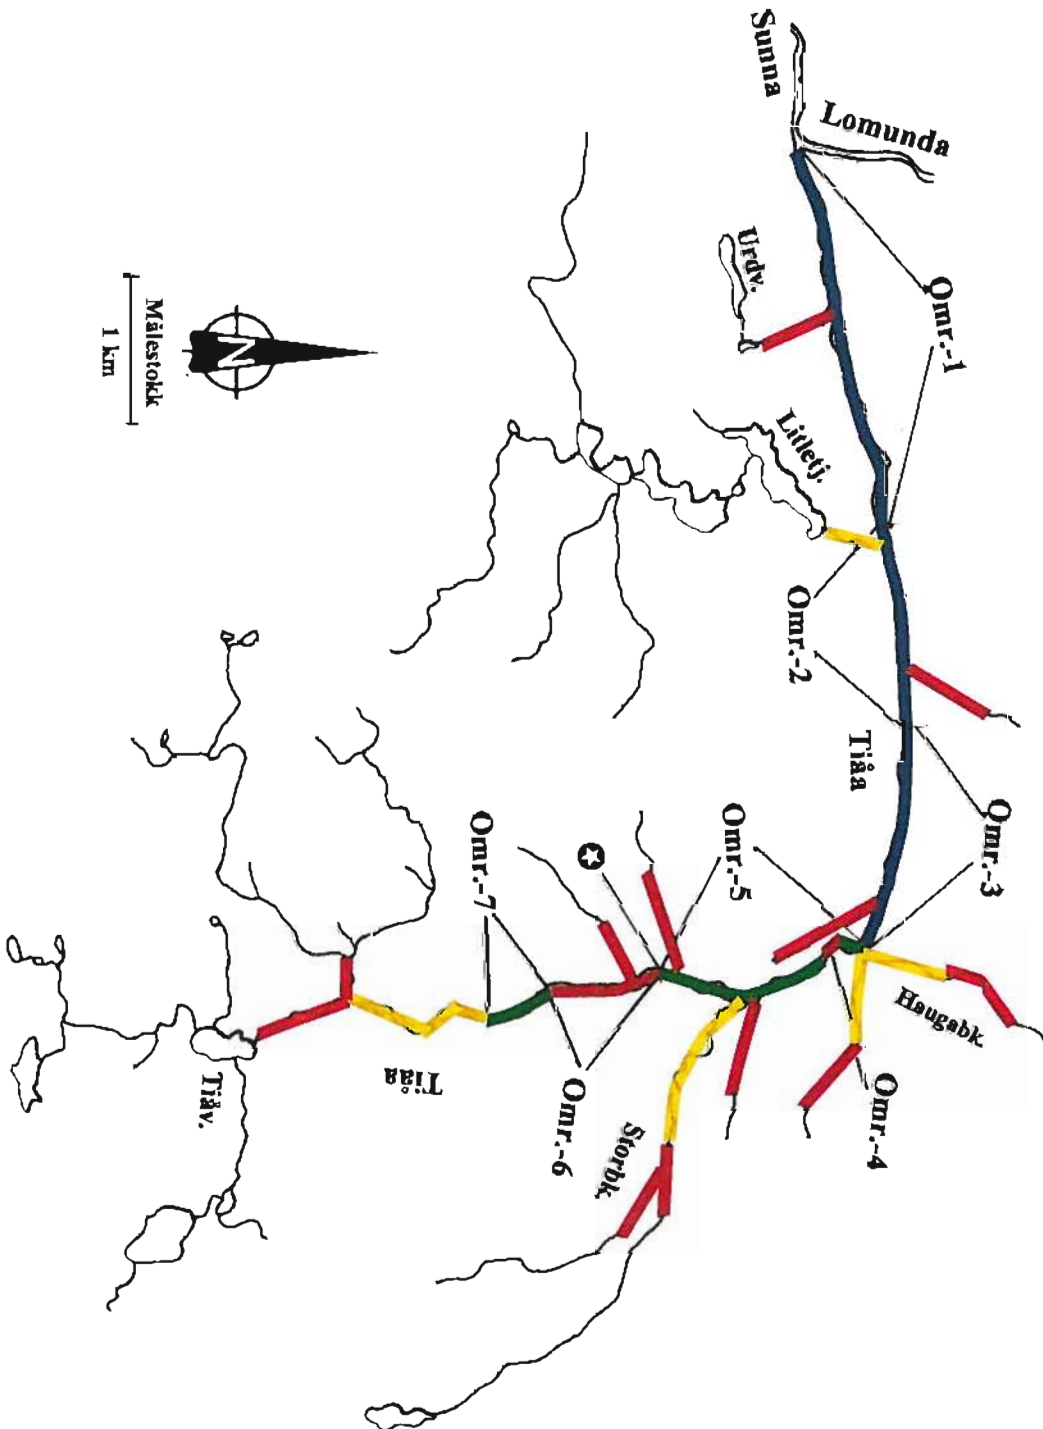 Sunna
Lomunda
Urdv.
Omr.-1
Målestokk
1 km
N
Litletj.
Omr.-2
Tiåa
Omr.-3
Omr.-5
Omr.-7
Haugabk.
Omr.-4
Omr.-6
Tiåa
Storbk.
Tiåv.